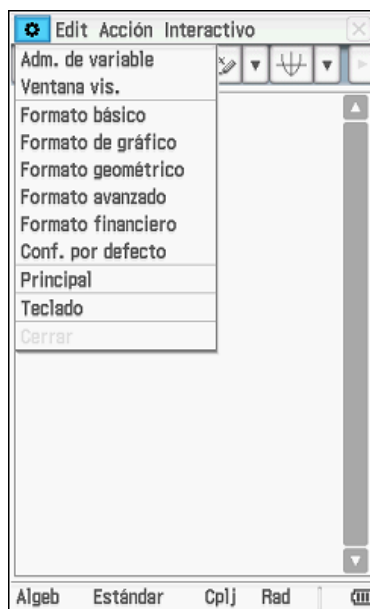 Edit Acción Interactivo
Adm. de variable
Ventana vis.
Formato básico
Formato de gráfico
Formato geométrico
Formato avanzado
Formato financiero
Conf. por defecto
Principal
Teclado
Cerrar
Algeb Estándar Cplj Rad